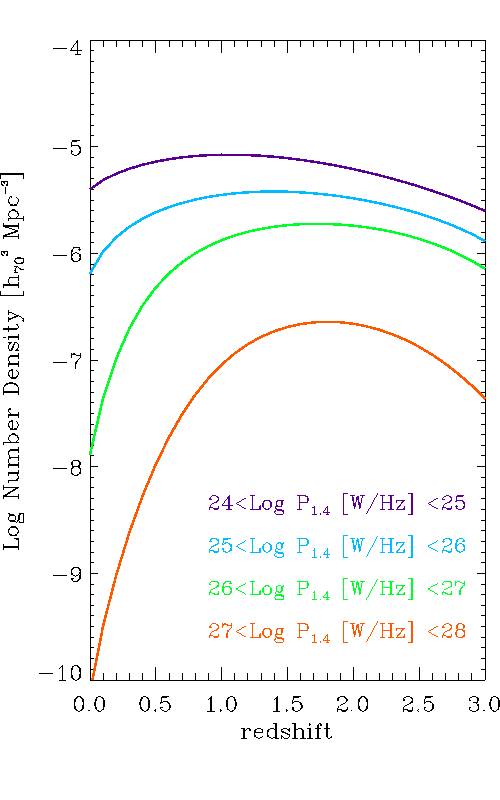 −4
−5
−6
−7
−8
−9
−10
Log Number Density [h₇₀³ Mpc⁻³]
24<Log P₁.₄ [W/Hz] <25
25<Log P₁.₄ [W/Hz] <26
26<Log P₁.₄ [W/Hz] <27
27<Log P₁.₄ [W/Hz] <28
0.0 0.5 1.0 1.5 2.0 2.5 3.0
redshift